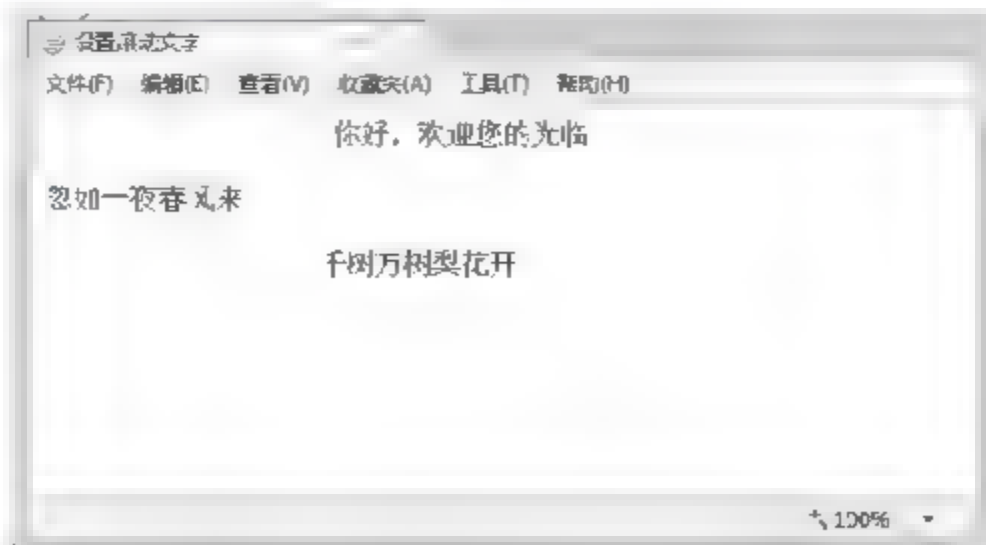 设置滚动文字
文件(F) 编辑(E) 查看(V) 收藏夹(A) 工具(T) 帮助(H)
你好，欢迎您的光临
忽如一夜春风来
千树万树梨花开
100%